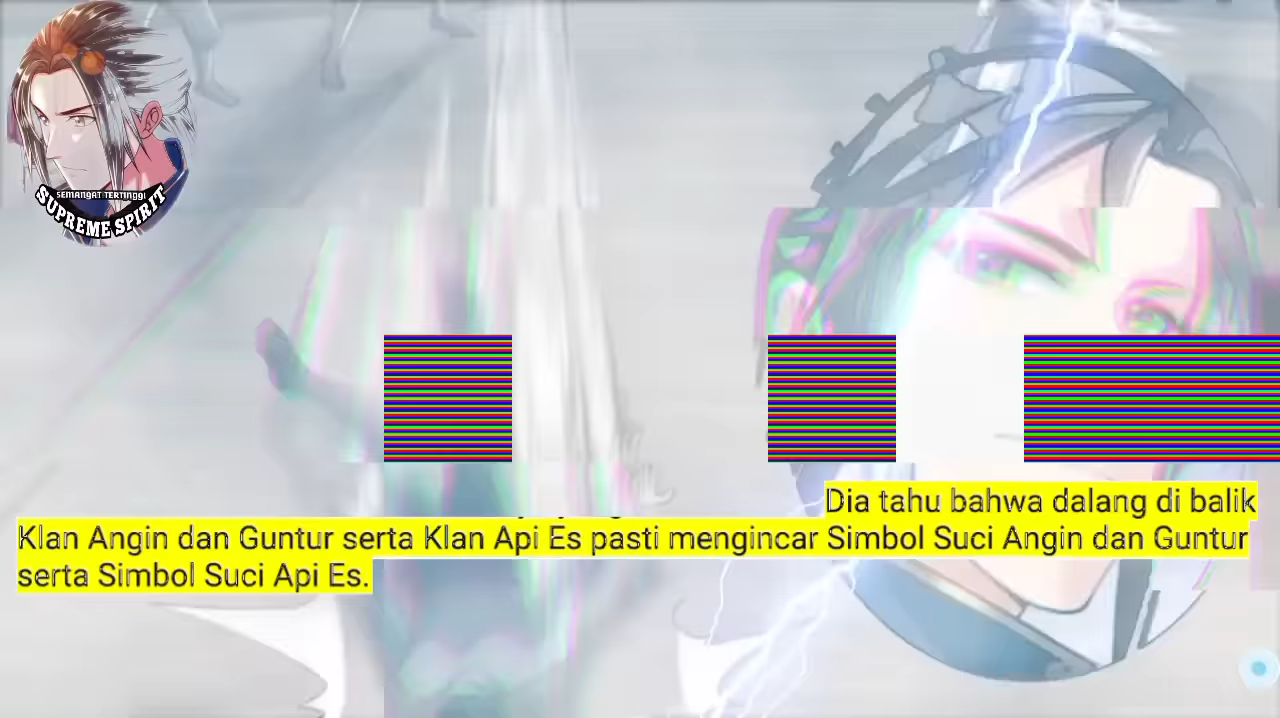 SEMANGAT TERTINGGI
SUPREME SPIRIT
Dia tahu bahwa dalang di balik
Klan Angin dan Guntur serta Klan Api Es pasti mengincar Simbol Suci Angin dan Guntur
serta Simbol Suci Api Es.